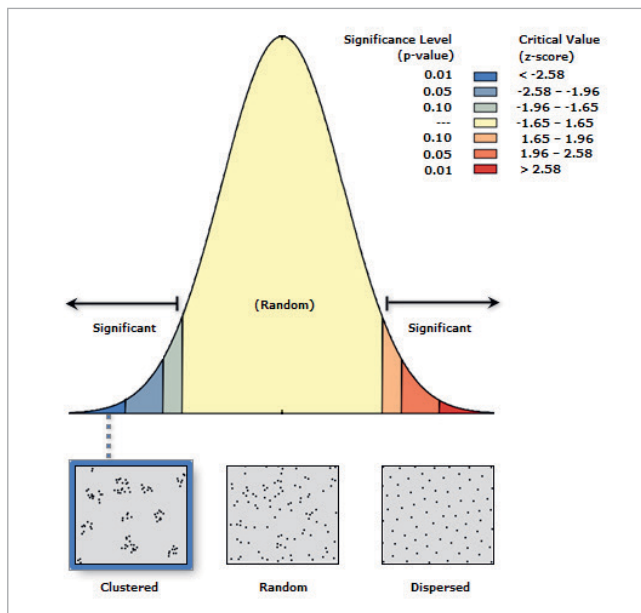 Significance Level Critical Value
(p-value) (z-score)
0.01 < -2.58
0.05 -2.58 – -1.96
0.10 -1.96 – -1.65
--- -1.65 – 1.65
0.10 1.65 – 1.96
0.05 1.96 – 2.58
0.01 > 2.58
(Random)
Significant Significant
Clustered Random Dispersed